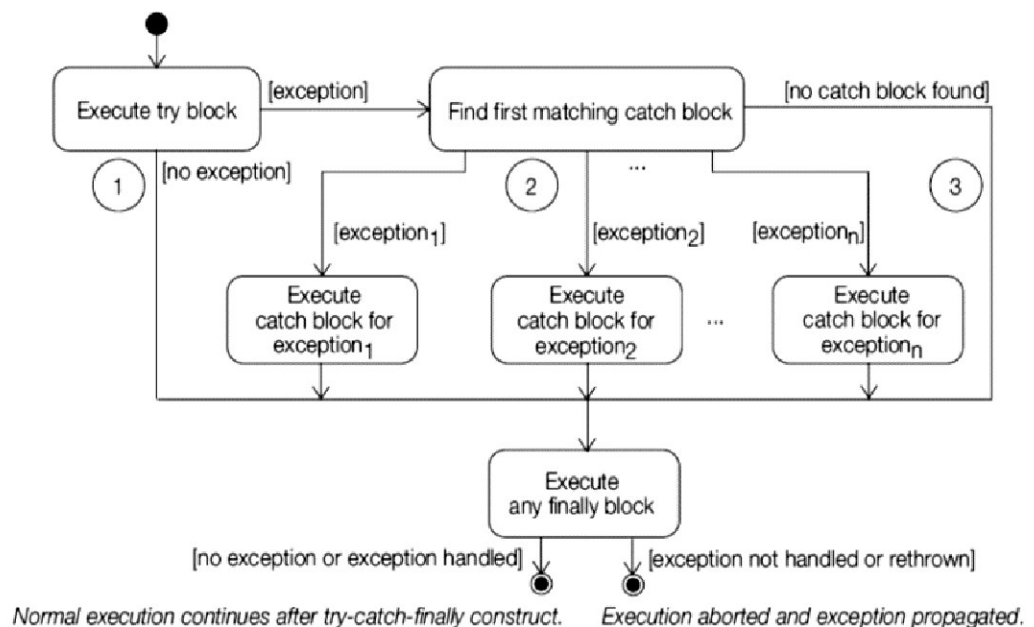 Execute try block
[exception]
Find first matching catch block
[no catch block found]
1
[no exception]
2
...
3
[exception1]
[exception2]
[exceptionn]
Execute
catch block for
exception1
Execute
catch block for
exception2
...
Execute
catch block for
exceptionn
Execute
any finally block
[no exception or exception handled]
[exception not handled or rethrown]
Normal execution continues after try-catch-finally construct.
Execution aborted and exception propagated.